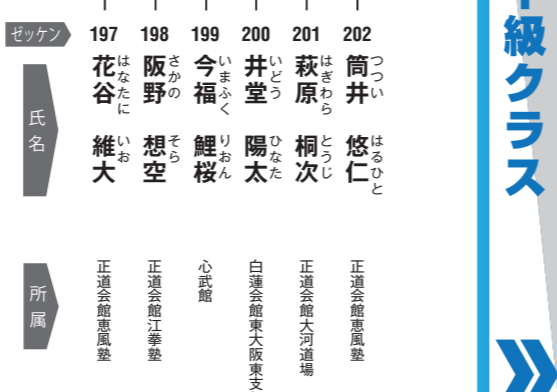 級クラス
ゼッケン
197 198 199 200 201 202
氏名
筒井 悠仁
つつい はるひと
萩原 桐次
はぎわら とうじ
井堂 陽太
いどう ひなた
今福 鯉桜
いまふく りおん
阪野 想空
さかの そら
花谷 維大
はなたに いお
所属
正道会館恵風塾
正道会館大河道場
白蓮会館東大阪東支
心武館
正道会館江拳塾
正道会館恵風塾